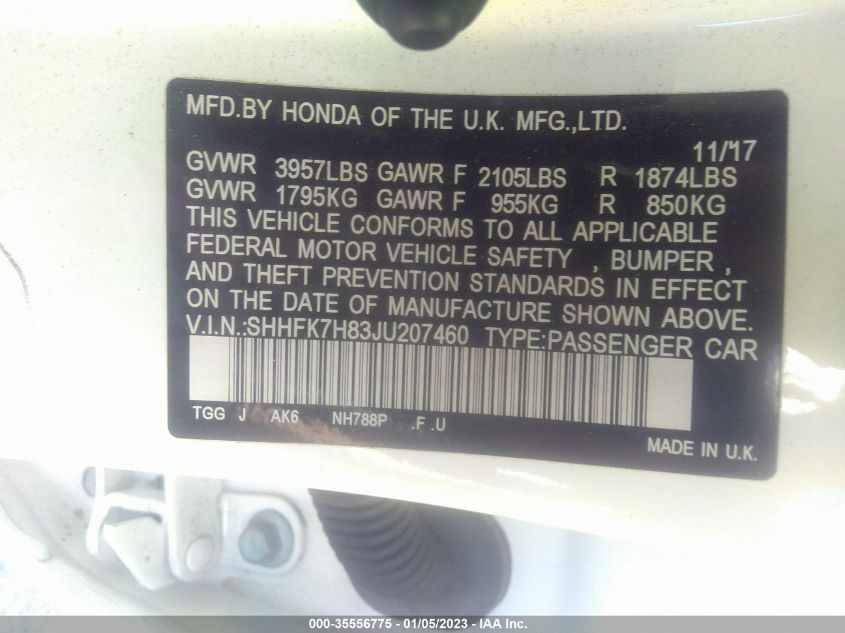 MFD.BY HONDA OF THE U.K. MFG.,LTD.
11/17
GVWR 3957LBS GAWR F 2105LBS R 1874LBS
GVWR 1795KG GAWR F 955KG R 850KG
THIS VEHICLE CONFORMS TO ALL APPLICABLE
FEDERAL MOTOR VEHICLE SAFETY , BUMPER ,
AND THEFT PREVENTION STANDARDS IN EFFECT
ON THE DATE OF MANUFACTURE SHOWN ABOVE.
V.I.N.:SHHFK7H83JU207460 TYPE:PASSENGER CAR
TGG J AK6 NH788P .F .U
MADE IN U.K.
000-35556775 - 01/05/2023 - IAA Inc.